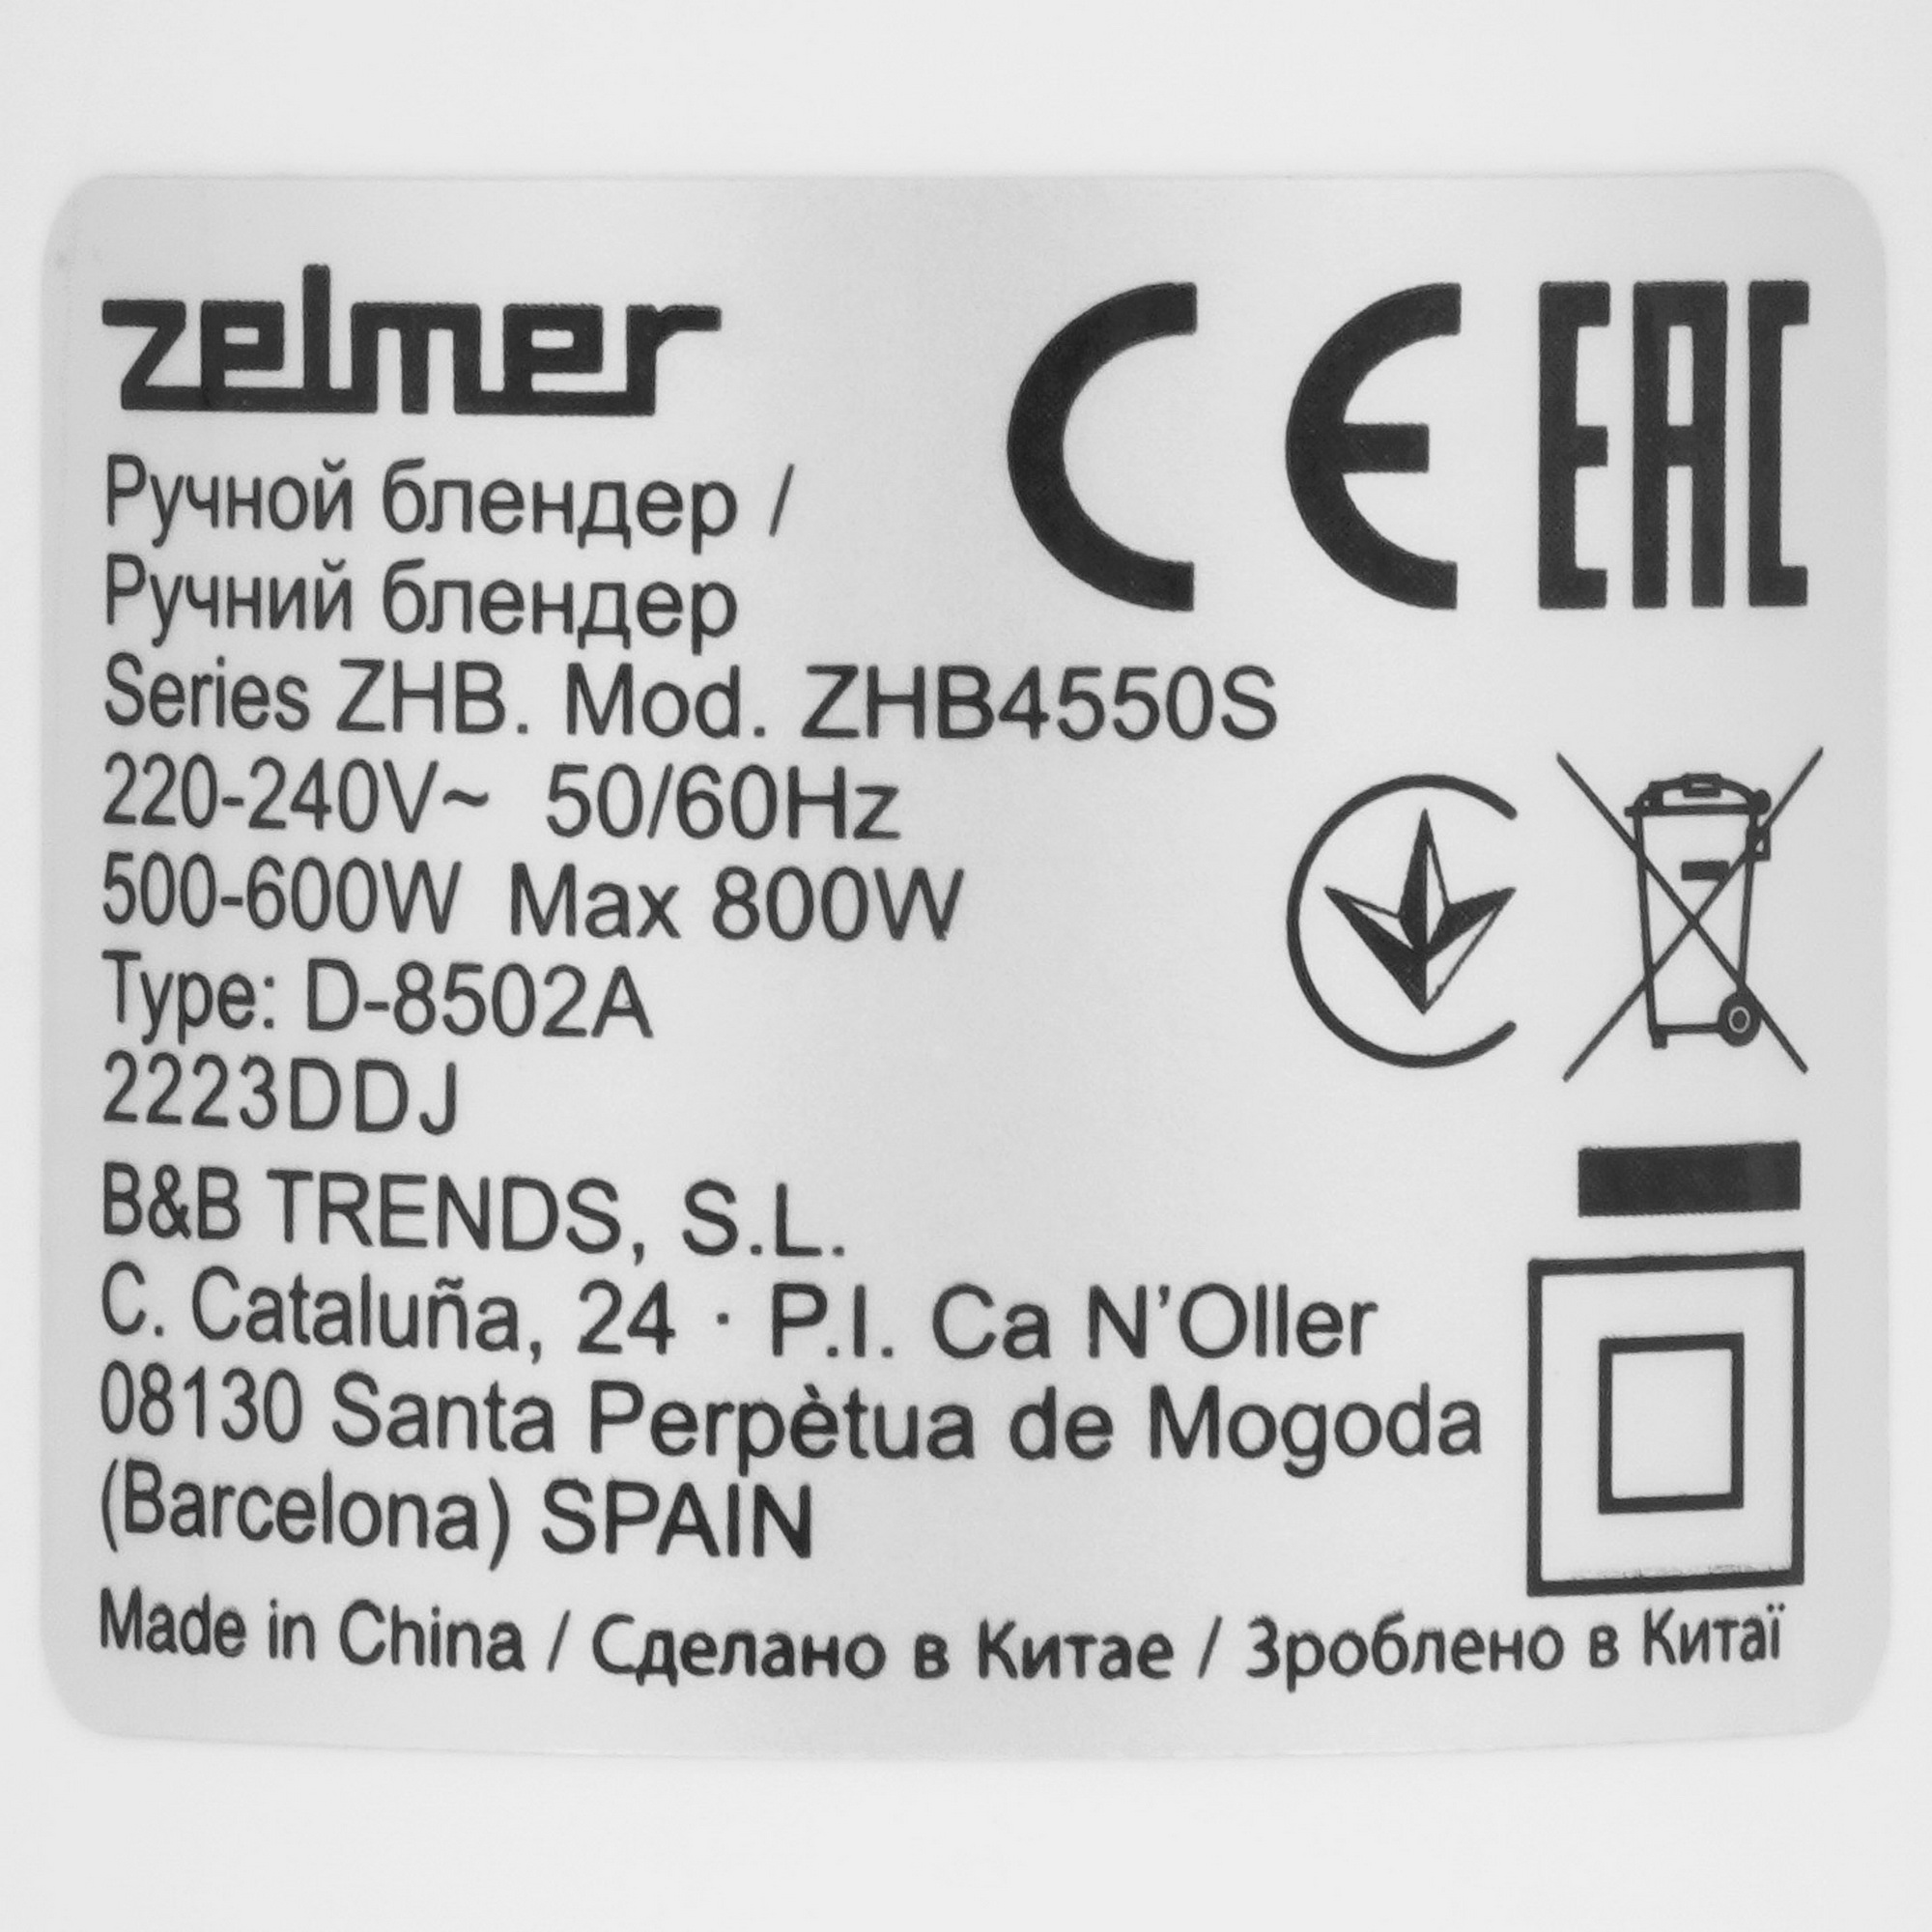 zelmer
CE EAC
Ручной блендер /
Ручний блендер
Series ZHB. Mod. ZHB4550S
220-240V~ 50/60Hz
500-600W Max 800W
Type: D-8502A
2223DDJ
B&B TRENDS, S.L.
C. Cataluña, 24 · P.I. Ca N’Oller
08130 Santa Perpètua de Mogoda
(Barcelona) SPAIN
Made in China / Сделано в Китае / Зроблено в Китаї